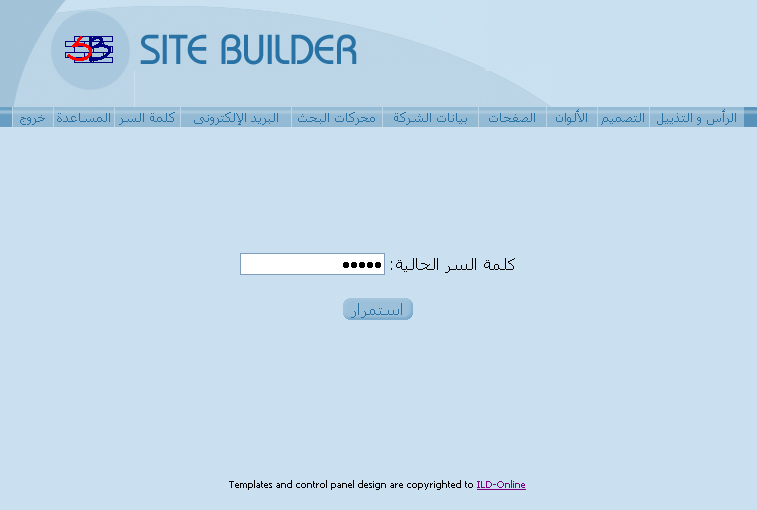 SB SITE BUILDER
الرأس و التذييل التصميم الألوان الصفحات بيانات الشركة محركات البحث البريد الإلكترونى كلمة السر المساعدة خروج
كلمة السر الحالية: •••••
استمرار
Templates and control panel design are copyrighted to ILD-Online